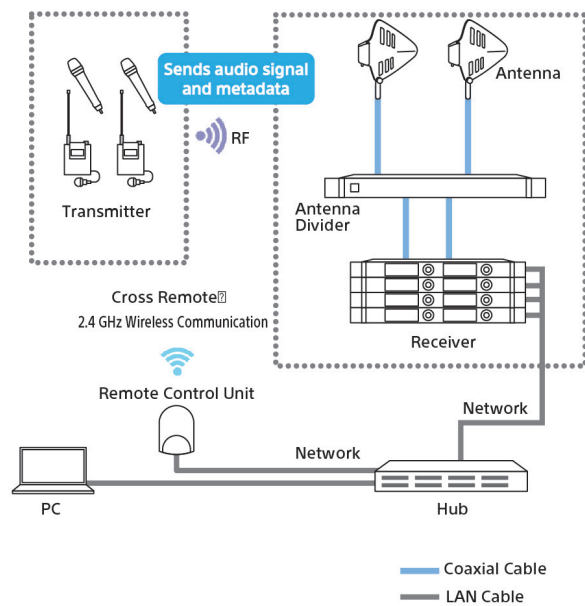 Sends audio signal
and metadata
RF
Transmitter
Antenna
Antenna
Divider
Receiver
Cross Remote
2.4 GHz Wireless Communication
Remote Control Unit
Network
Network
PC
Hub
Coaxial Cable
LAN Cable